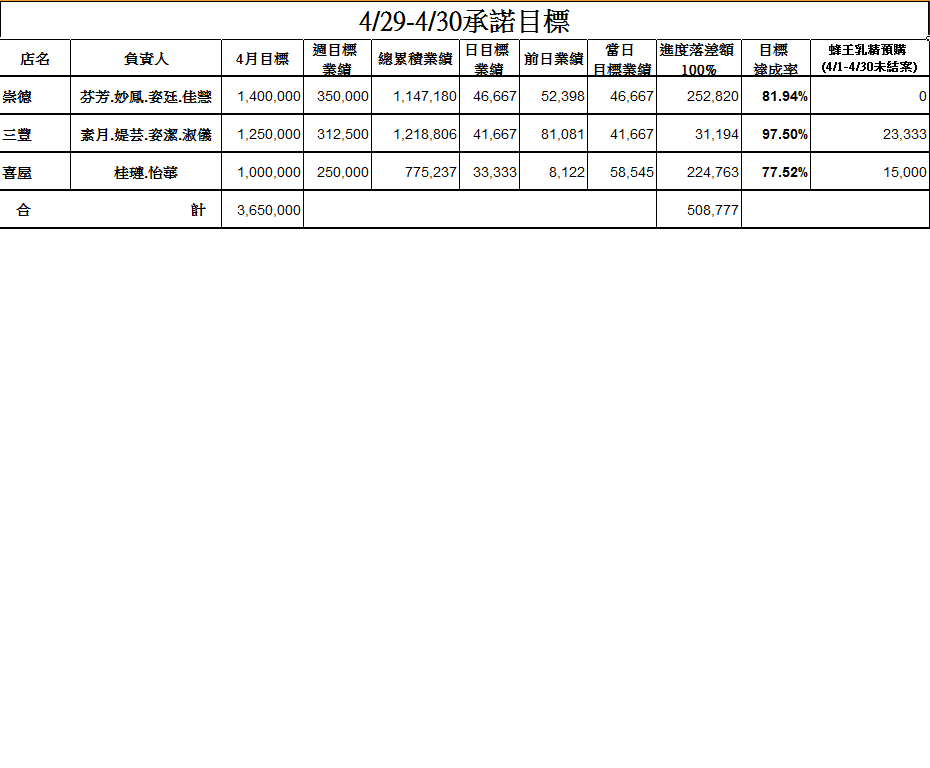 4/29-4/30承諾目標
店名 負責人 4月目標 週目標業績 總累積業績 日目標業績 前日業績 當日目標業績 進度落差額100% 目標達成率 蜂王乳精預購(4/1-4/30未結案)
崇德 芬芳.妙鳳.姿廷.佳慧 1,400,000 350,000 1,147,180 46,667 52,398 46,667 252,820 81.94% 0
三豐 素月.媞芸.姿潔.淑儀 1,250,000 312,500 1,218,806 41,667 81,081 41,667 31,194 97.50% 23,333
喜屋 桂璉.怡華 1,000,000 250,000 775,237 33,333 8,122 58,545 224,763 77.52% 15,000
合 計 3,650,000 508,777